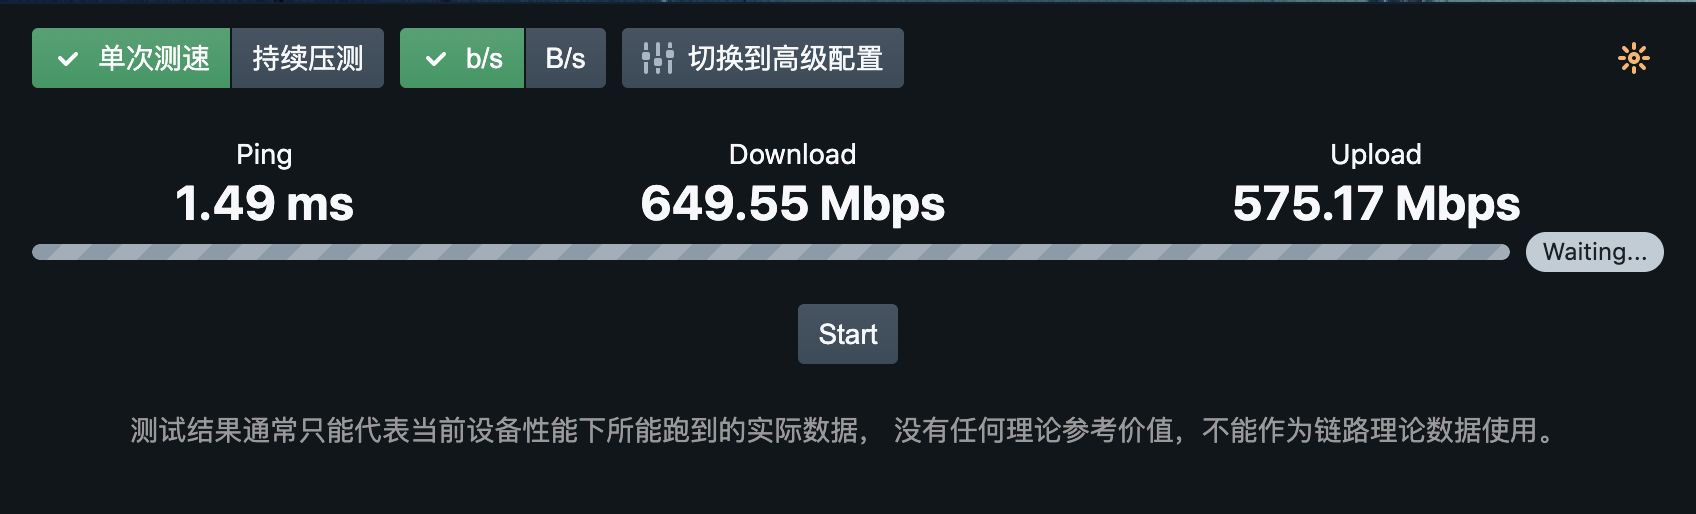 单次测速 持续压测 b/s B/s 切换到高级配置
Ping Download Upload
1.49 ms 649.55 Mbps 575.17 Mbps
Waiting...
Start
测试结果通常只能代表当前设备性能下所能跑到的实际数据， 没有任何理论参考价值，不能作为链路理论数据使用。